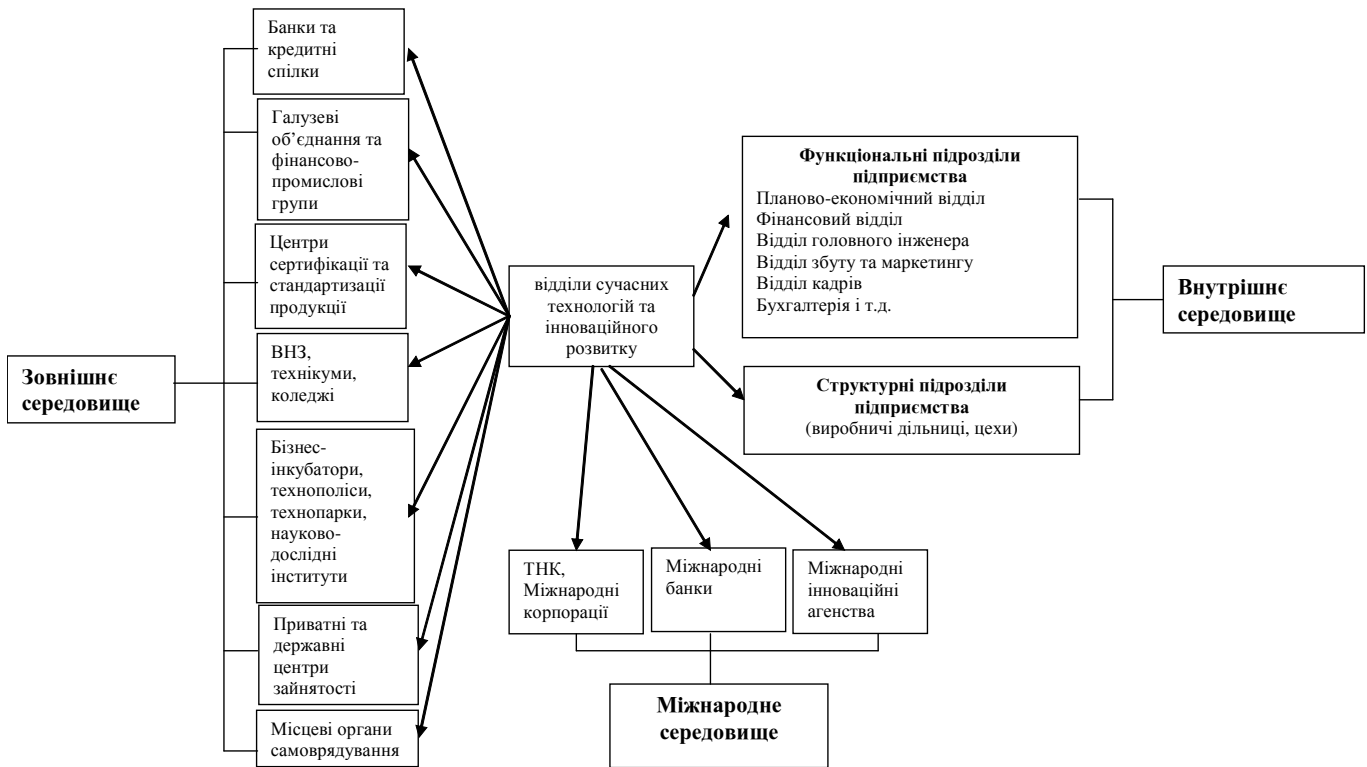 Банки та
кредитні
спілки
Галузеві
об’єднання та
фінансово-
промислові
групи
Центри
сертифікації та
стандартизації
продукції
ВНЗ,
технікуми,
коледжі
Бізнес-
інкубатори,
технополіси,
технопарки,
науково-
дослідні
інститути
Приватні та
державні
центри
зайнятості
Місцеві органи
самоврядування
Зовнішнє
середовище
відділи сучасних
технологій та
інноваційного
розвитку
Функціональні підрозділи
підприємства
Планово-економічний відділ
Фінансовий відділ
Відділ головного інженера
Відділ збуту та маркетингу
Відділ кадрів
Бухгалтерія і т.д.
Структурні підрозділи
підприємства
(виробничі дільниці, цехи)
Внутрішнє
середовище
ТНК,
Міжнародні
корпорації
Міжнародні
банки
Міжнародні
інноваційні
агенства
Міжнародне
середовище